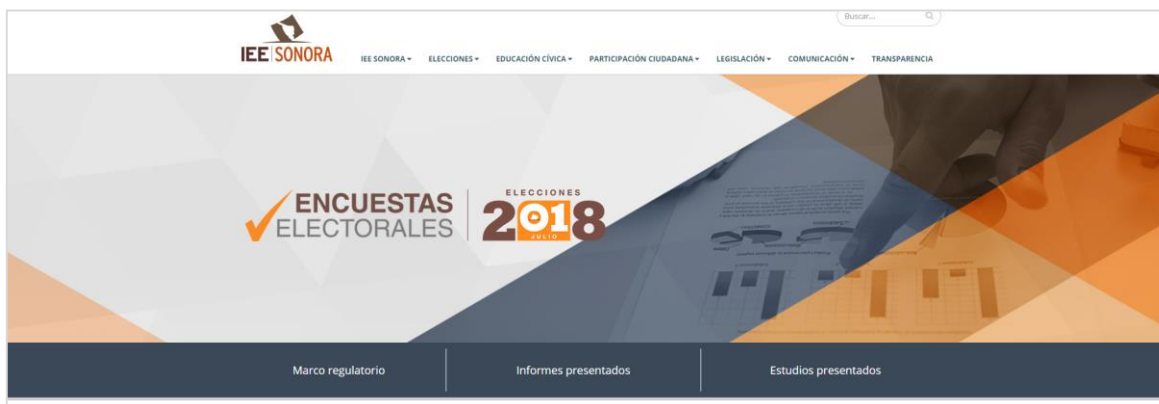 Buscar...
IEE SONORA
IEE SONORA ELECCIONES EDUCACIÓN CÍVICA PARTICIPACIÓN CIUDADANA LEGISLACIÓN COMUNICACIÓN TRANSPARENCIA
ENCUESTAS
ELECTORALES
ELECCIONES
2018
JULIO
Marco regulatorio Informes presentados Estudios presentados